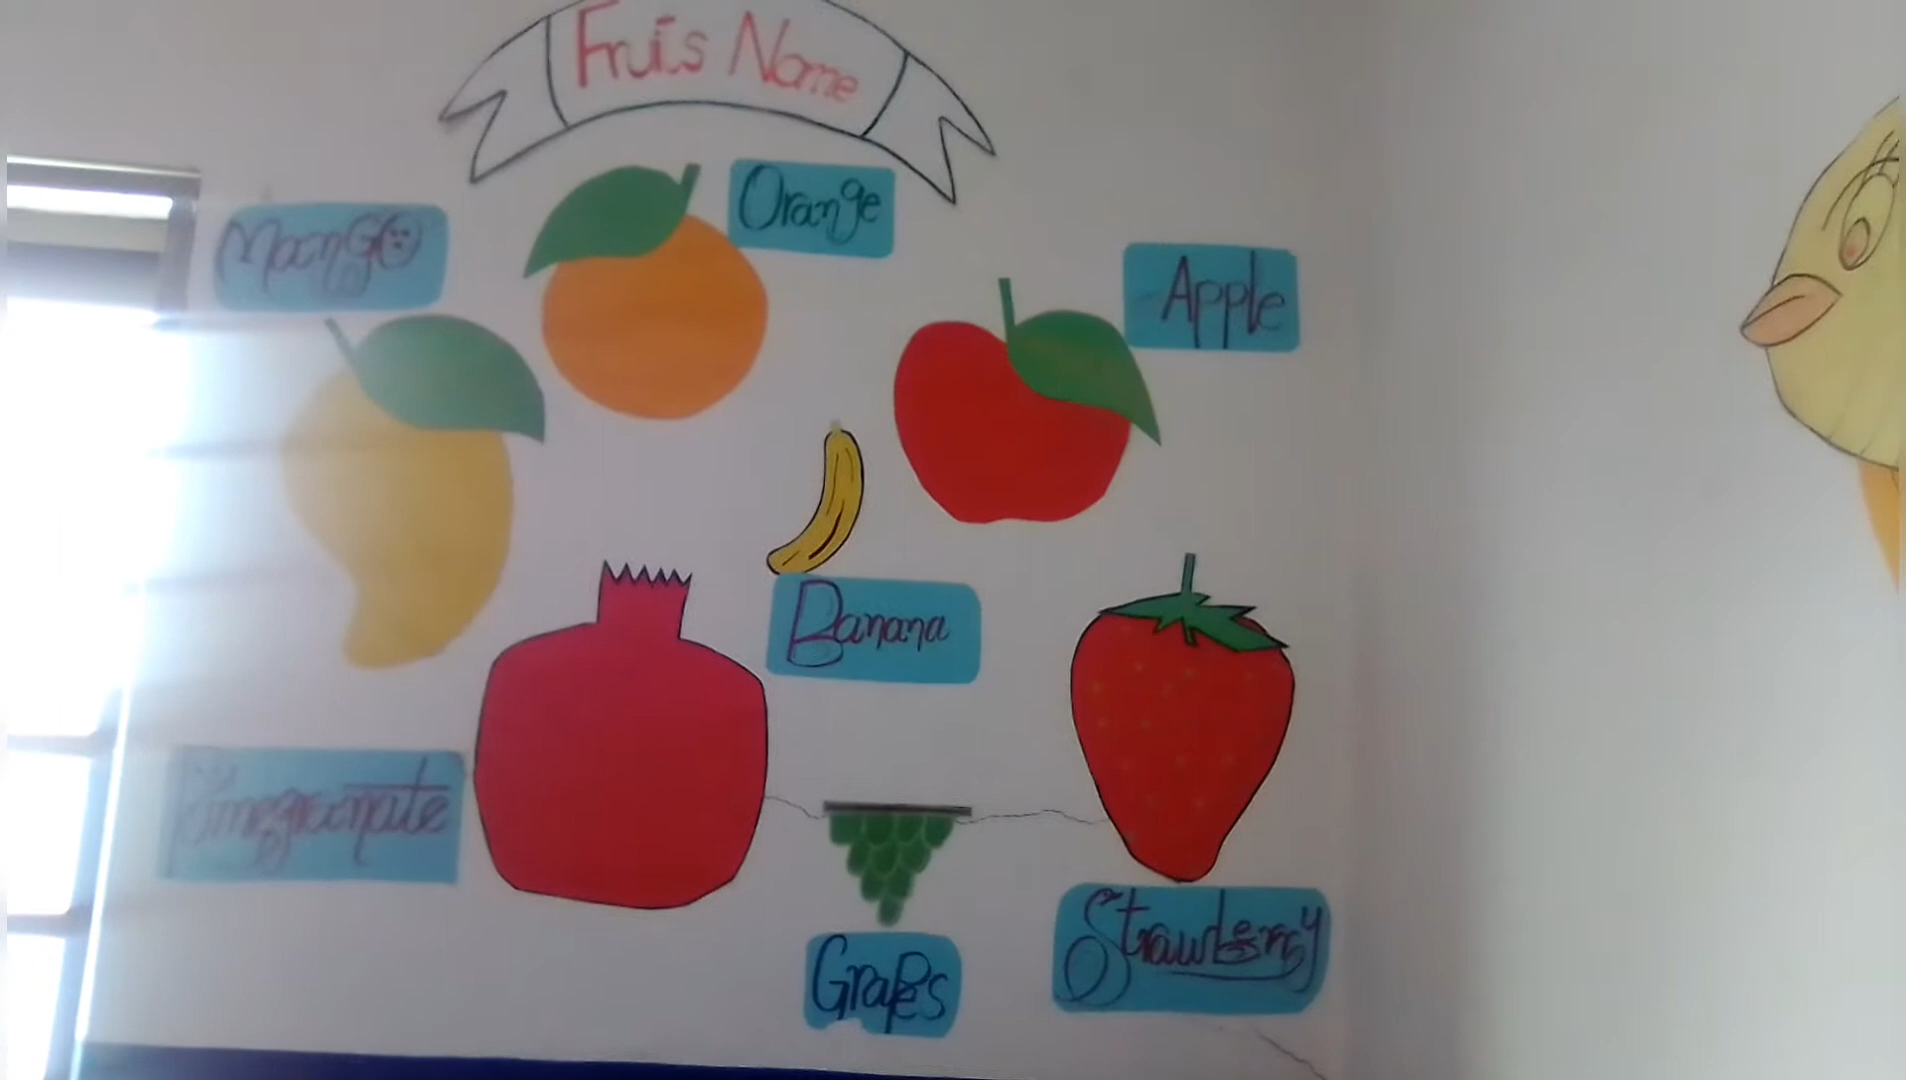 Fruis Name
Orange
Mango
Apple
Banana
Pomegranate
Strawberry
Grapes